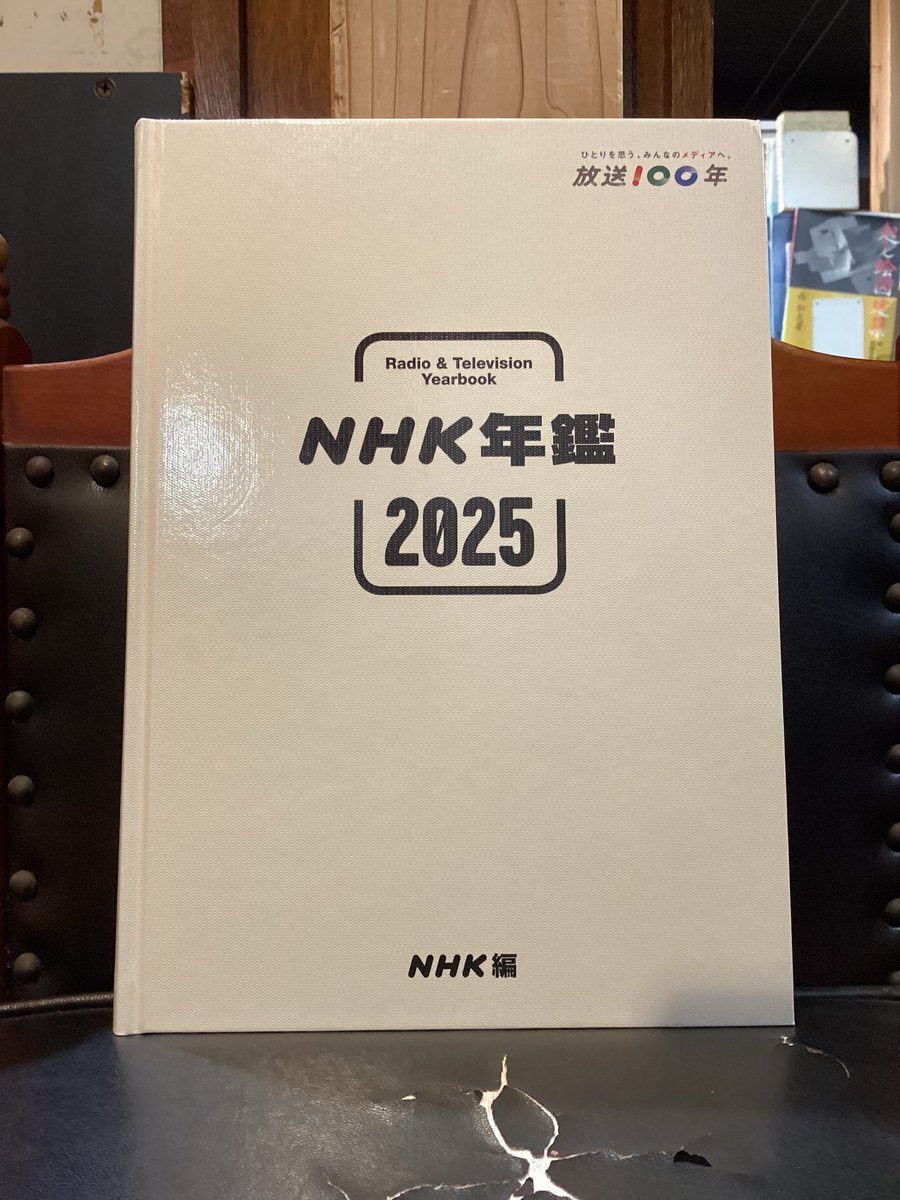 ひとりを思う、みんなのメディアへ。
放送100年
Radio & Television
Yearbook
NHK年鑑
2025
NHK編